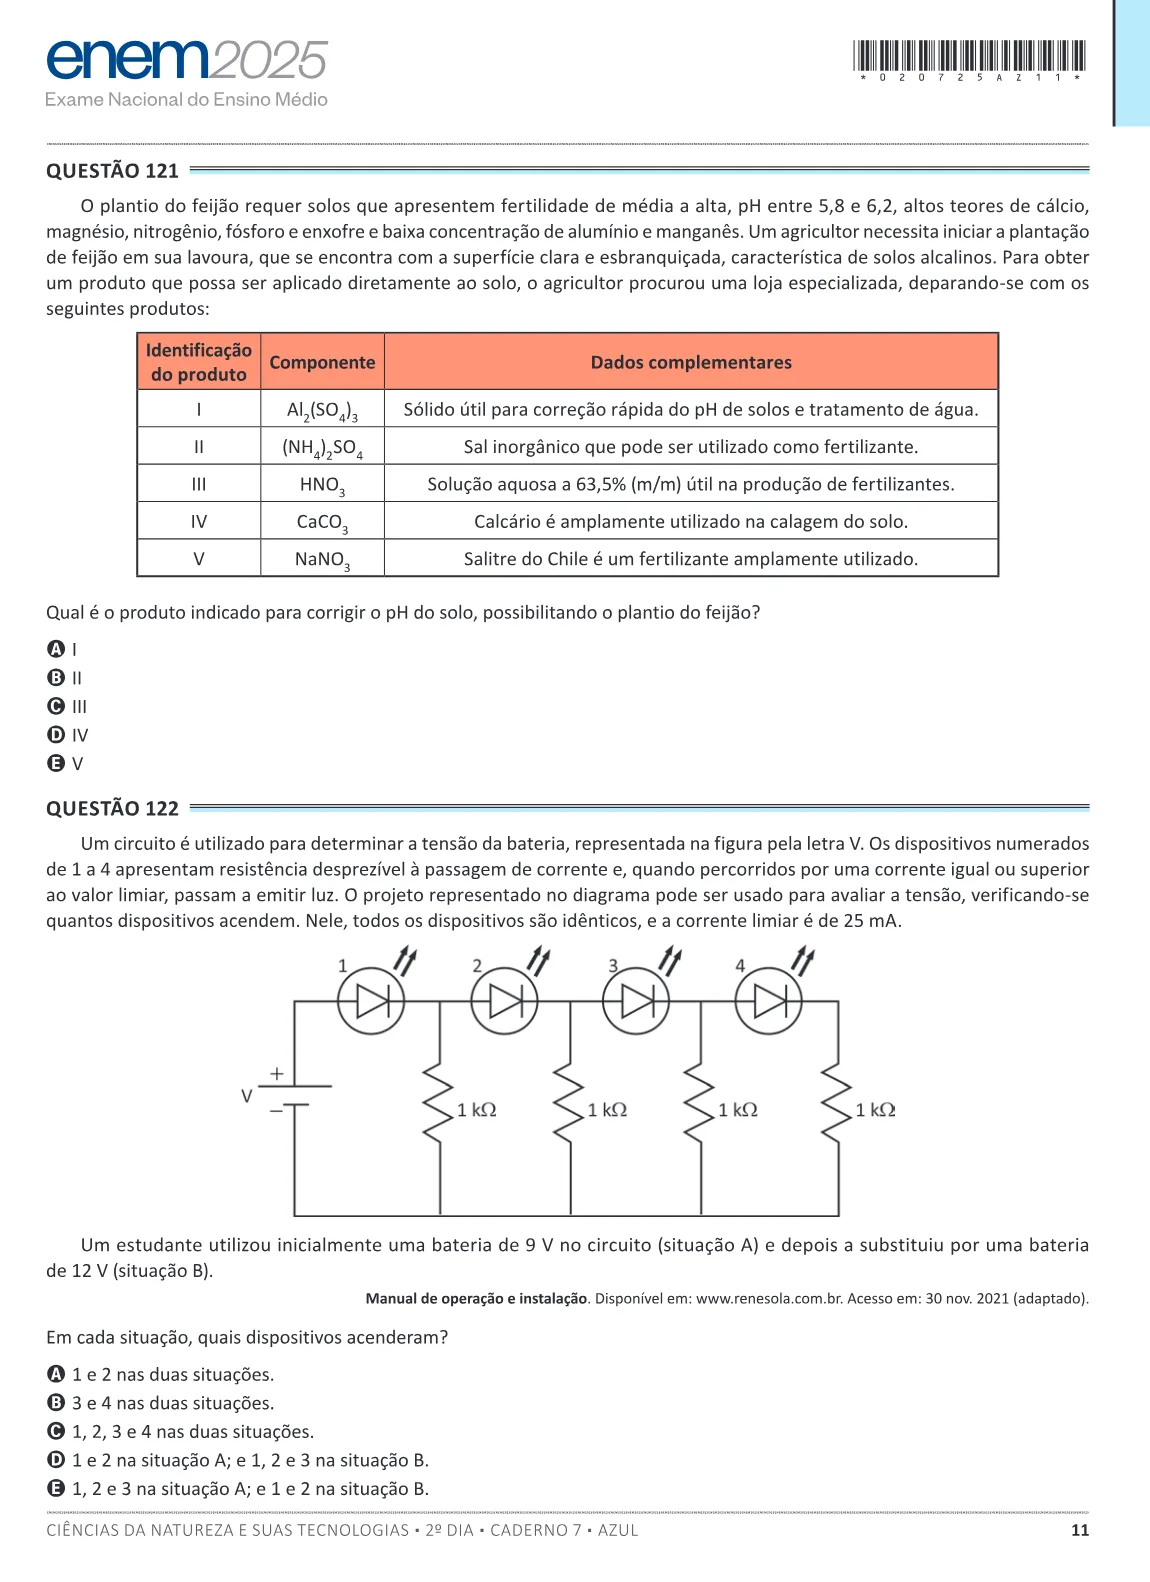 enem2025
Exame Nacional do Ensino Médio
*020725AZ11*
QUESTÃO 121
O plantio do feijão requer solos que apresentem fertilidade de média a alta, pH entre 5,8 e 6,2, altos teores de cálcio,
magnésio, nitrogênio, fósforo e enxofre e baixa concentração de alumínio e manganês. Um agricultor necessita iniciar a plantação
de feijão em sua lavoura, que se encontra com a superfície clara e esbranquiçada, característica de solos alcalinos. Para obter
um produto que possa ser aplicado diretamente ao solo, o agricultor procurou uma loja especializada, deparando-se com os
seguintes produtos:
Identificação do produto Componente Dados complementares
I Al2(SO4)3 Sólido útil para correção rápida do pH de solos e tratamento de água.
II (NH4)2SO4 Sal inorgânico que pode ser utilizado como fertilizante.
III HNO3 Solução aquosa a 63,5% (m/m) útil na produção de fertilizantes.
IV CaCO3 Calcário é amplamente utilizado na calagem do solo.
V NaNO3 Salitre do Chile é um fertilizante amplamente utilizado.
Qual é o produto indicado para corrigir o pH do solo, possibilitando o plantio do feijão?
A I
B II
C III
D IV
E V
QUESTÃO 122
Um circuito é utilizado para determinar a tensão da bateria, representada na figura pela letra V. Os dispositivos numerados
de 1 a 4 apresentam resistência desprezível à passagem de corrente e, quando percorridos por uma corrente igual ou superior
ao valor limiar, passam a emitir luz. O projeto representado no diagrama pode ser usado para avaliar a tensão, verificando-se
quantos dispositivos acendem. Nele, todos os dispositivos são idênticos, e a corrente limiar é de 25 mA.
1 2 3 4
+
V
−
1 kΩ 1 kΩ 1 kΩ 1 kΩ
Um estudante utilizou inicialmente uma bateria de 9 V no circuito (situação A) e depois a substituiu por uma bateria
de 12 V (situação B).
Manual de operação e instalação. Disponível em: www.renesola.com.br. Acesso em: 30 nov. 2021 (adaptado).
Em cada situação, quais dispositivos acenderam?
A 1 e 2 nas duas situações.
B 3 e 4 nas duas situações.
C 1, 2, 3 e 4 nas duas situações.
D 1 e 2 na situação A; e 1, 2 e 3 na situação B.
E 1, 2 e 3 na situação A; e 1 e 2 na situação B.
CIÊNCIAS DA NATUREZA E SUAS TECNOLOGIAS • 2º DIA • CADERNO 7 • AZUL 11